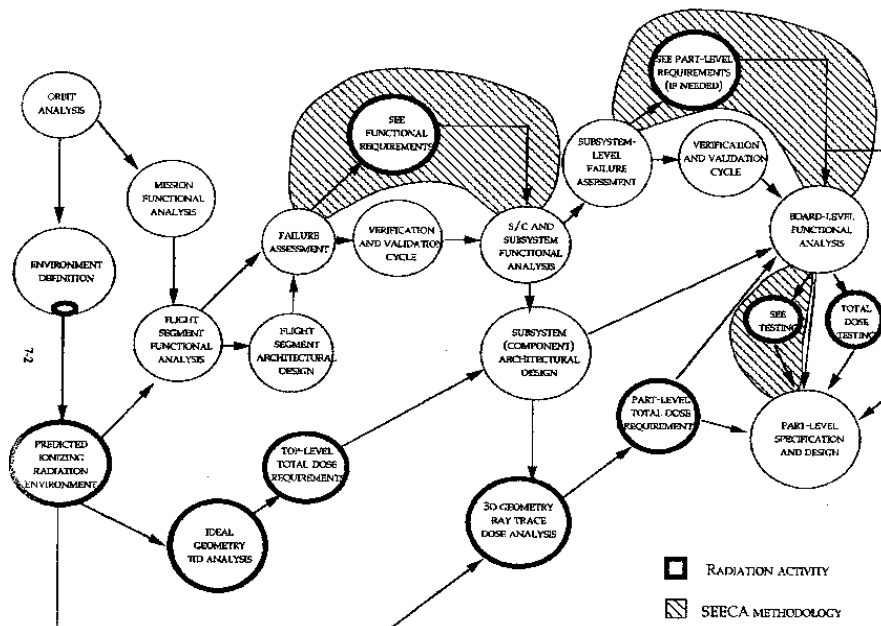 ORBIT
ANALYSIS
MISSION
FUNCTIONAL
ANALYSIS
ENVIRONMENT
DEFINITION
7-2
PREDICTED
IONIZING
RADIATION
ENVIRONMENT
FLIGHT
SEGMENT
FUNCTIONAL
ANALYSIS
FLIGHT
SEGMENT
ARCHITECTURAL
DESIGN
FAILURE
ASSESSMENT
SEE
FUNCTIONAL
REQUIREMENTS
VERIFICATION
AND VALIDATION
CYCLE
S/C AND
SUBSYSTEM
FUNCTIONAL
ANALYSIS
SUBSYSTEM-
LEVEL
FAILURE
ASSESSMENT
SEE PART-LEVEL
REQUIREMENTS
(IF NEEDED)
VERIFICATION
AND VALIDATION
CYCLE
BOARD-LEVEL
FUNCTIONAL
ANALYSIS
SEE
TESTING
TOTAL
DOSE
TESTING
SUBSYSTEM
(COMPONENT)
ARCHITECTURAL
DESIGN
PART-LEVEL
TOTAL DOSE
REQUIREMENT
PART-LEVEL
SPECIFICATION
AND DESIGN
TOP-LEVEL
TOTAL DOSE
REQUIREMENTS
IDEAL
GEOMETRY
TID ANALYSIS
3D GEOMETRY
RAY TRACE
DOSE ANALYSIS
RADIATION ACTIVITY
SEECA METHODOLOGY